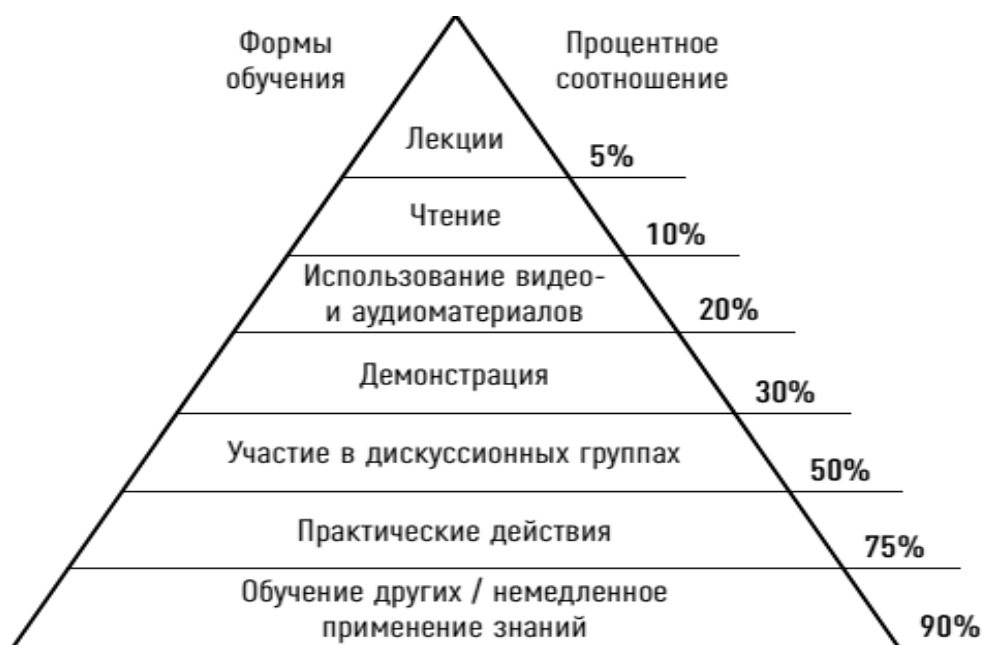 Формы
обучения
Процентное
соотношение
Лекции
5%
Чтение
10%
Использование видео-
и аудиоматериалов
20%
Демонстрация
30%
Участие в дискуссионных группах
50%
Практические действия
75%
Обучение других / немедленное
применение знаний
90%